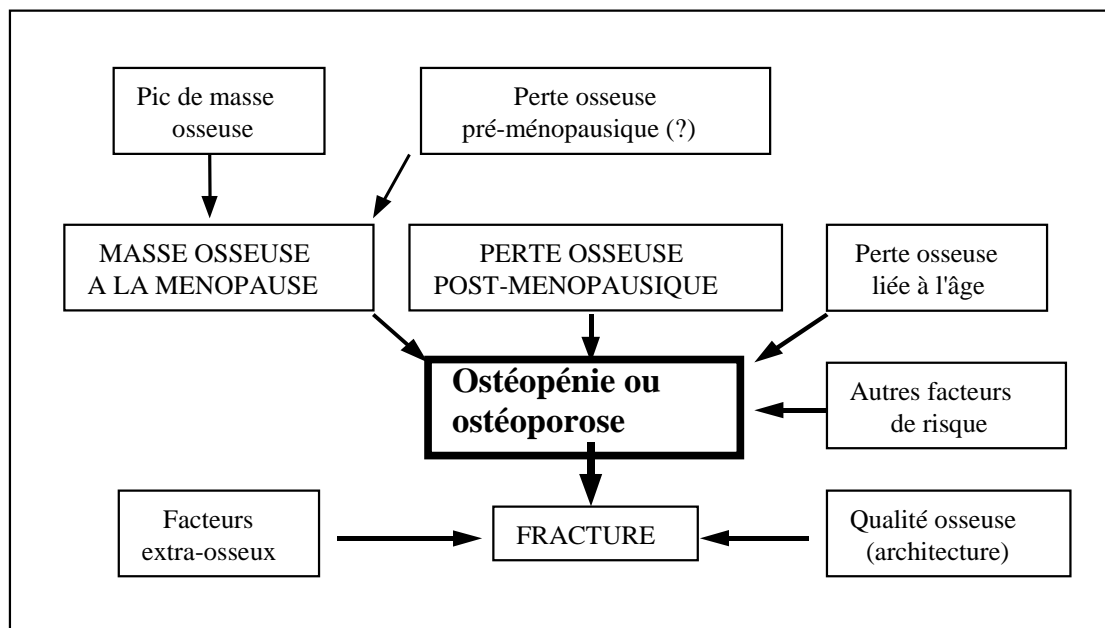 Pic de masse
osseuse
Perte osseuse
pré-ménopausique (?)
MASSE OSSEUSE
A LA MENOPAUSE
PERTE OSSEUSE
POST-MENOPAUSIQUE
Perte osseuse
liée à l'âge
Ostéopénie ou
ostéoporose
Autres facteurs
de risque
Facteurs
extra-osseux
FRACTURE
Qualité osseuse
(architecture)